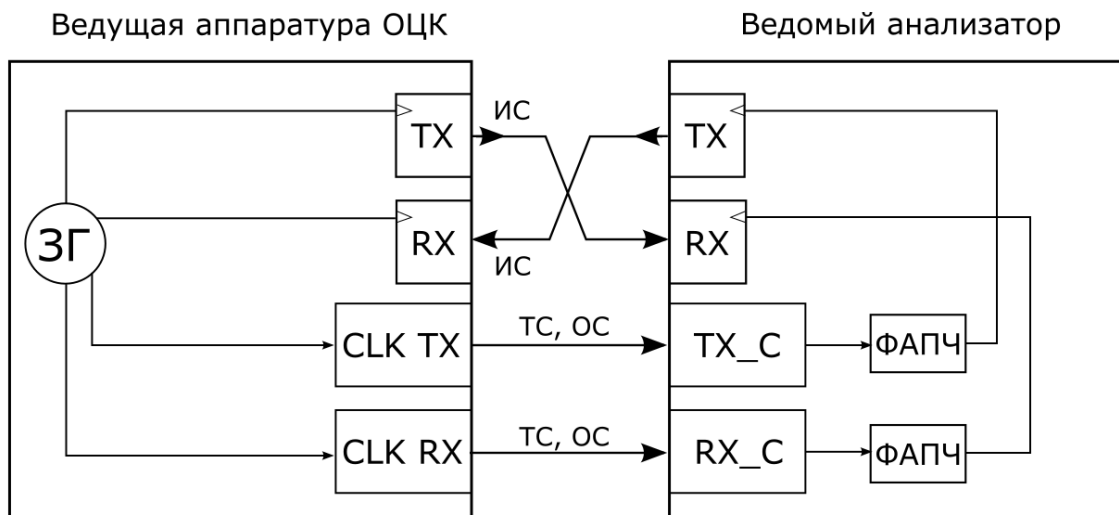 Ведущая аппаратура ОЦК
Ведомый анализатор
TX
ИС
TX
ЗГ
RX
ИС
RX
CLK TX
ТС, ОС
TX_C
ФАПЧ
CLK RX
ТС, ОС
RX_C
ФАПЧ